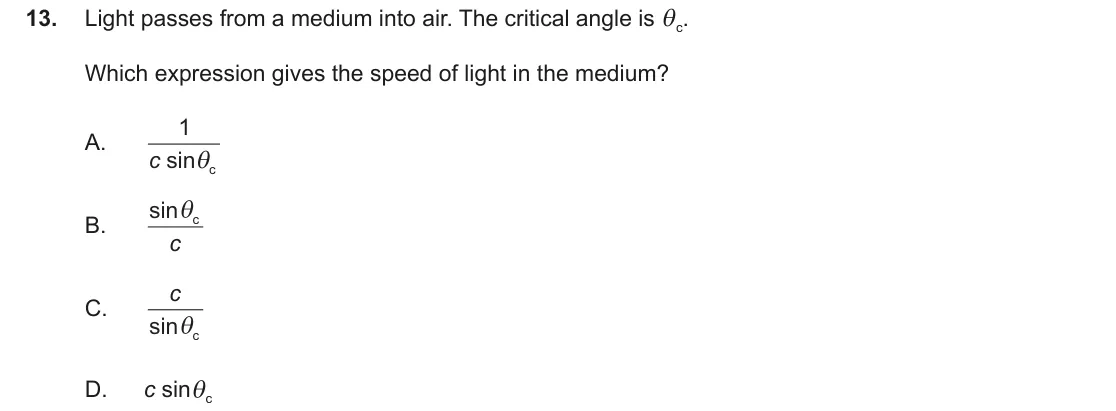 13. Light passes from a medium into air. The critical angle is θc.
Which expression gives the speed of light in the medium?
A. 1
c sinθc
B. sinθc
c
C. c
sinθc
D. c sinθc